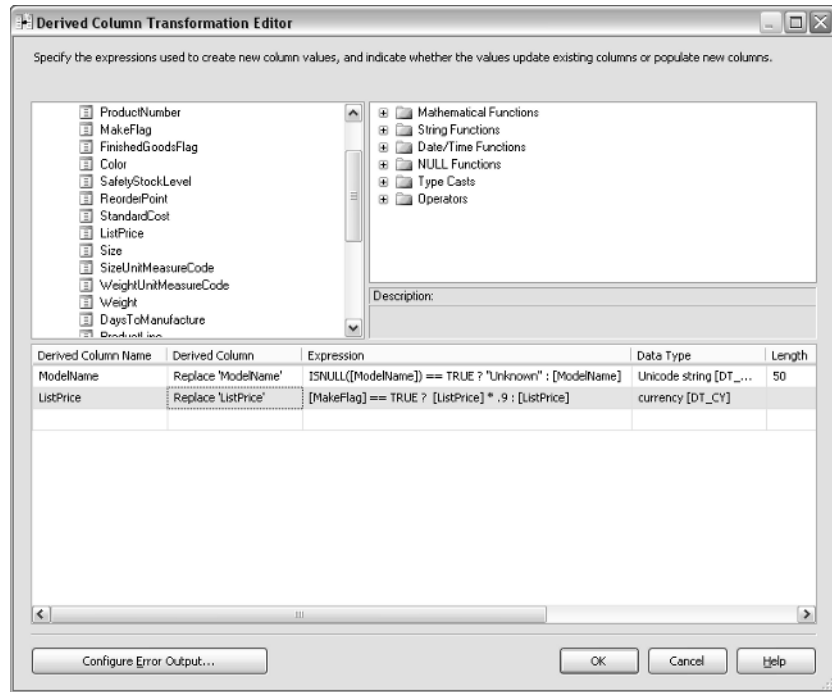 Derived Column Transformation Editor
Specify the expressions used to create new column values, and indicate whether the values update existing columns or populate new columns.
ProductNumber
MakeFlag
FinishedGoodsFlag
Color
SafetyStockLevel
ReorderPoint
StandardCost
ListPrice
Size
SizeUnitMeasureCode
WeightUnitMeasureCode
Weight
DaysToManufacture
ProductLine
Mathematical Functions
String Functions
Date/Time Functions
NULL Functions
Type Casts
Operators
Description:
Derived Column Name Derived Column Expression Data Type Length
ModelName Replace 'ModelName' ISNULL([ModelName]) == TRUE ? "Unknown" : [ModelName] Unicode string [DT_... 50
ListPrice Replace 'ListPrice' [MakeFlag] == TRUE ? [ListPrice] * .9 : [ListPrice] currency [DT_CY]
Configure Error Output... OK Cancel Help